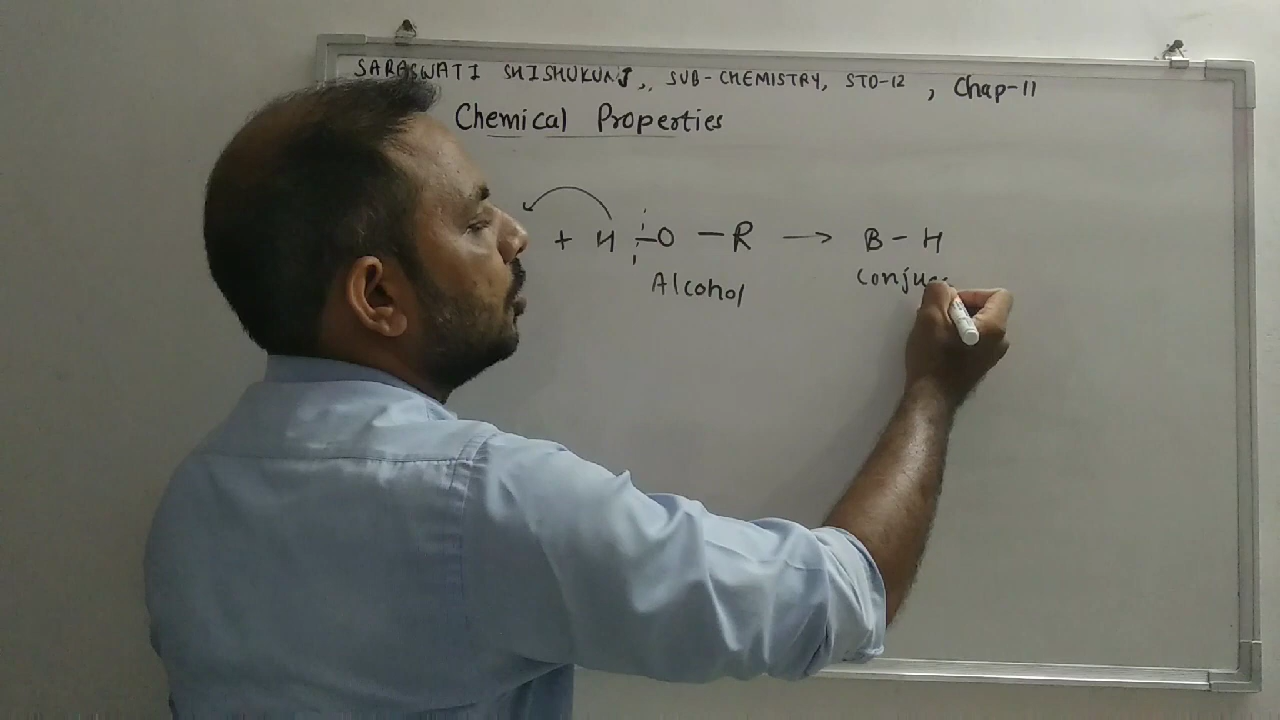 SARASWATI SHISHUKUNJ, SUB-CHEMISTRY, STD-12, Chap-11
Chemical Properties
+ H -O -R → B-H
Alcohol